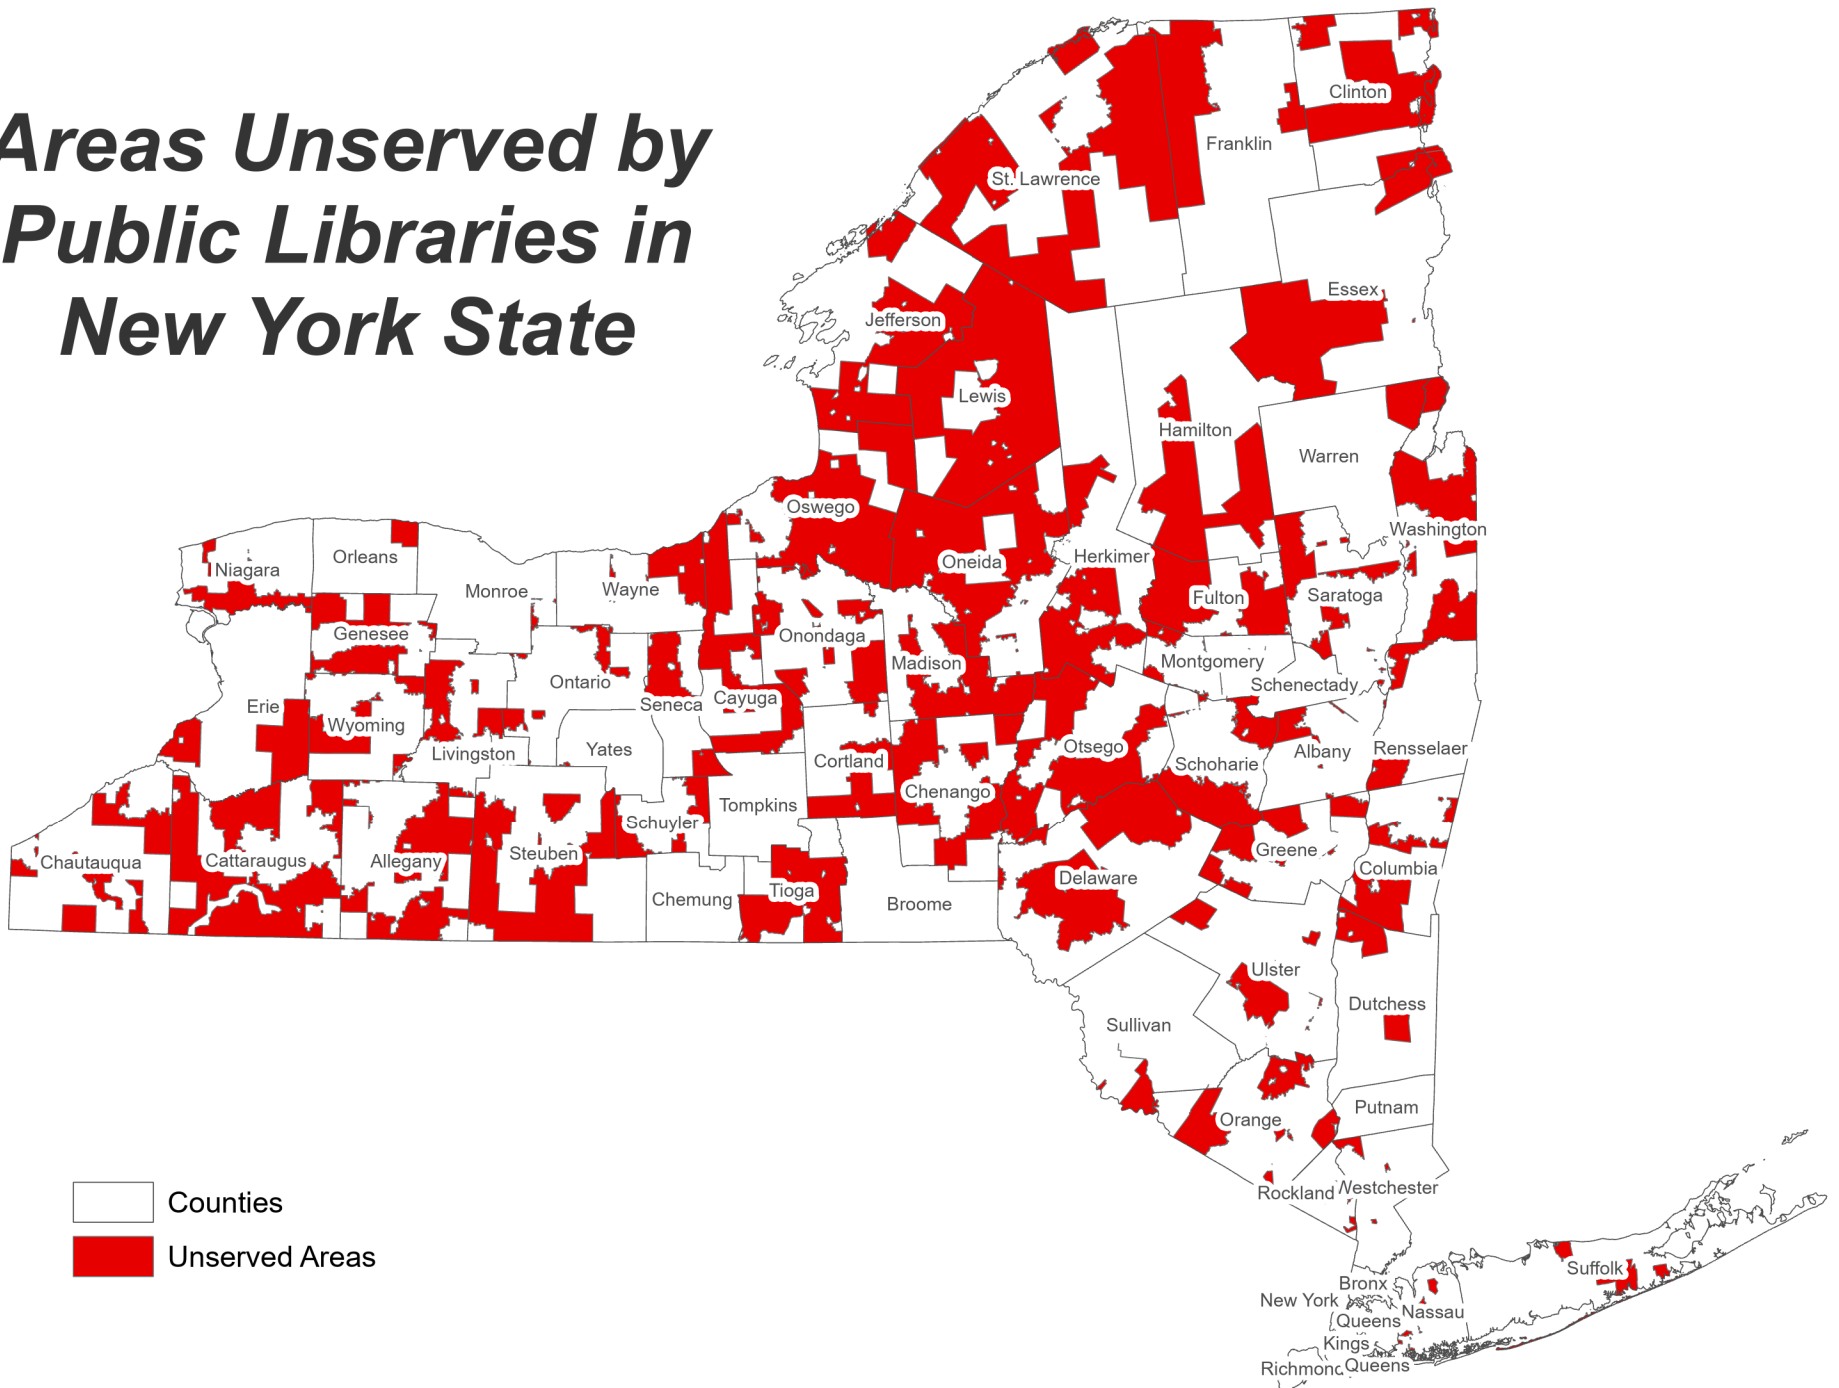 Areas Unserved by
Public Libraries in
New York State
Clinton
Franklin
St. Lawrence
Essex
Jefferson
Lewis
Hamilton
Warren
Oswego
Washington
Orleans
Niagara
Oneida
Herkimer
Monroe
Wayne
Fulton
Saratoga
Genesee
Onondaga
Madison
Montgomery
Ontario
Schenectady
Erie
Seneca
Cayuga
Wyoming
Livingston
Yates
Otsego
Albany
Rensselaer
Cortland
Schoharie
Chenango
Tompkins
Schuyler
Chautauqua
Cattaraugus
Allegany
Steuben
Greene
Columbia
Delaware
Tioga
Chemung
Broome
Ulster
Dutchess
Sullivan
Putnam
Orange
Rockland
Westchester
Counties
Unserved Areas
Suffolk
Bronx
New York
Nassau
Queens
Kings
Richmond
Queens